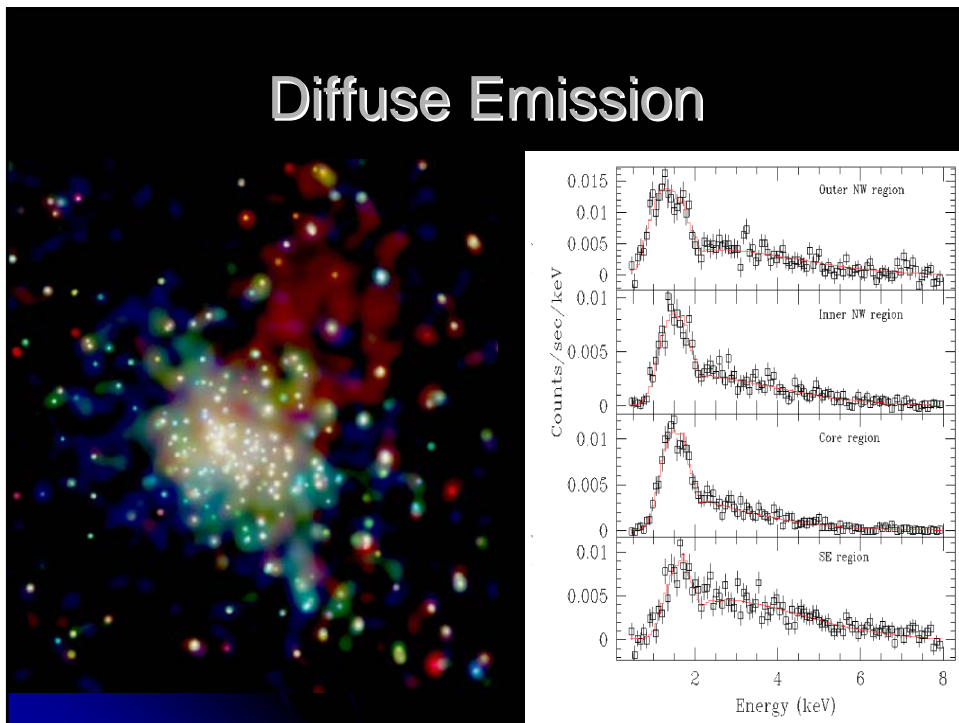 Diffuse Emission
Counts/sec/keV
0.015
0.01
0.005
0
Outer NW region
0.01
0.005
0
Inner NW region
0.01
0.005
0
Core region
0.01
0.005
0
SE region
2 4 6 8
Energy (keV)